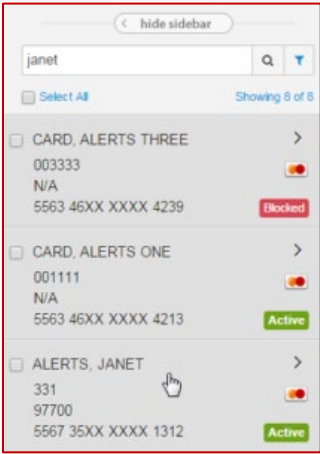 hide sidebar
janet
Select All Showing 8 of 8
CARD, ALERTS THREE
003333
N/A
5563 46XX XXXX 4239 Blocked
CARD, ALERTS ONE
001111
N/A
5563 46XX XXXX 4213 Active
ALERTS, JANET
331
97700
5567 35XX XXXX 1312 Active